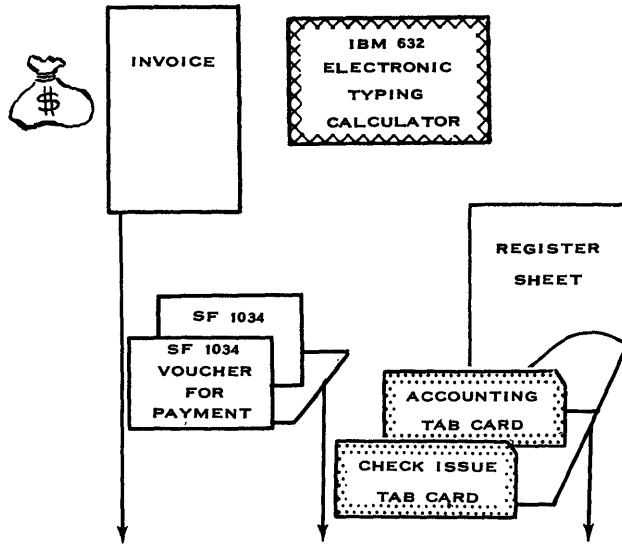 $
INVOICE
IBM 632
ELECTRONIC
TYPING
CALCULATOR
REGISTER
SHEET
SF 1034
SF 1034
VOUCHER
FOR
PAYMENT
ACCOUNTING
TAB CARD
CHECK ISSUE
TAB CARD